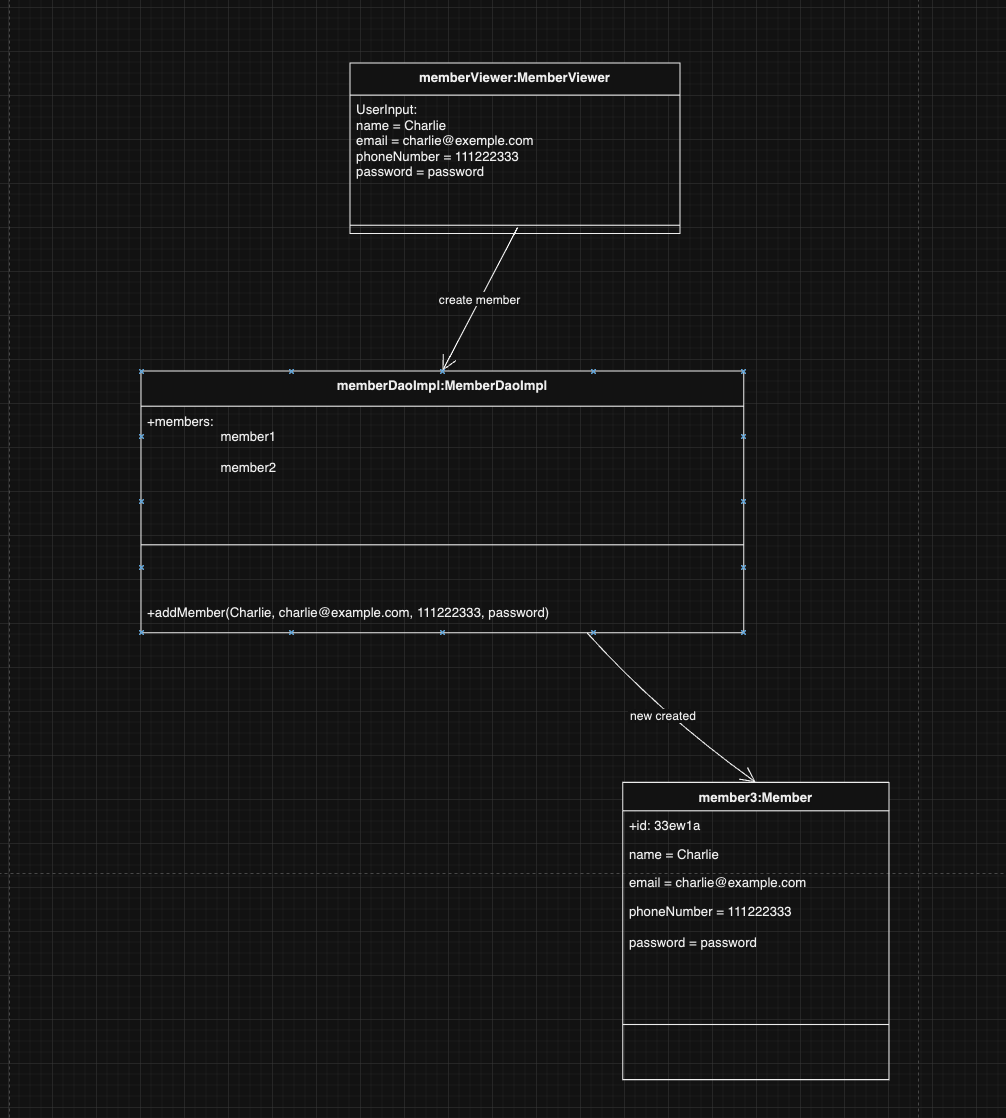 memberViewer:MemberViewer
UserInput:
name = Charlie
email = charlie@exemple.com
phoneNumber = 111222333
password = password
create member
memberDaoImpl:MemberDaoImpl
+members:
member1
member2
+addMember(Charlie, charlie@example.com, 111222333, password)
new created
member3:Member
+id: 33ew1a
name = Charlie
email = charlie@example.com
phoneNumber = 111222333
password = password